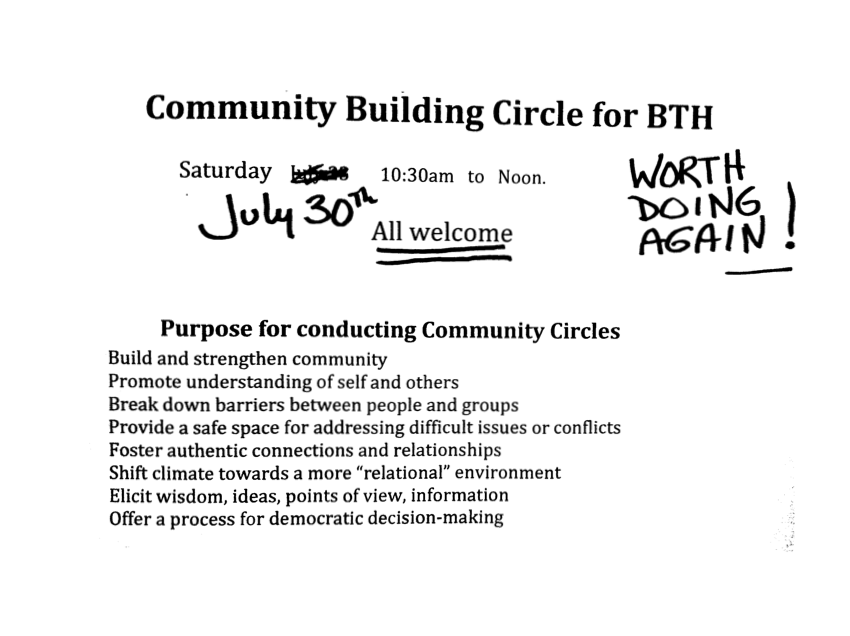 Community Building Circle for BTH
Saturday 10:30am to Noon.
July 30Th
All welcome
WORTH
DOING
AGAIN!
Purpose for conducting Community Circles
Build and strengthen community
Promote understanding of self and others
Break down barriers between people and groups
Provide a safe space for addressing difficult issues or conflicts
Foster authentic connections and relationships
Shift climate towards a more “relational” environment
Elicit wisdom, ideas, points of view, information
Offer a process for democratic decision-making